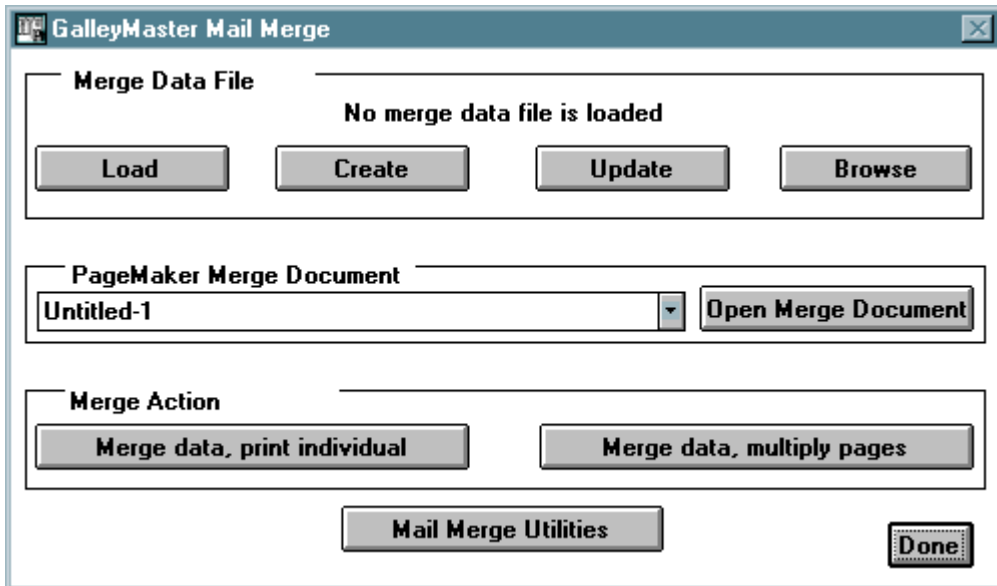 GalleyMaster Mail Merge
Merge Data File
No merge data file is loaded
Load Create Update Browse
PageMaker Merge Document
Untitled-1 Open Merge Document
Merge Action
Merge data, print individual Merge data, multiply pages
Mail Merge Utilities
Done